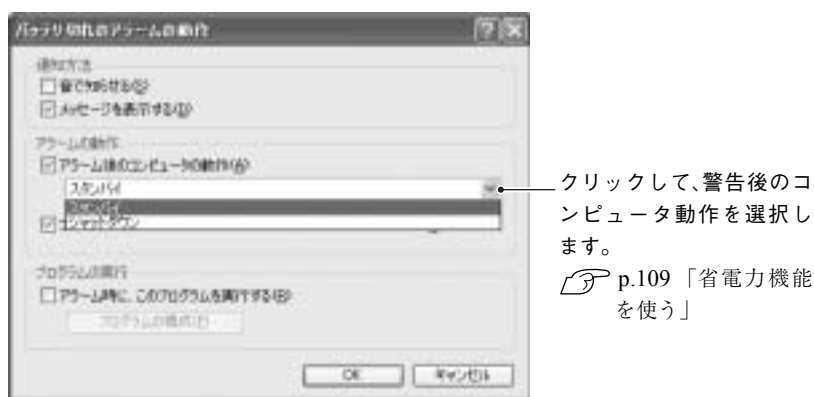 バッテリ切れのアラームの動作
通知方法
音で知らせる(S)
メッセージを表示する(D)
アラームの動作
アラーム後のコンピュータの動作(A)
スタンバイ
スタンバイ
シャットダウン
プログラムの実行
アラーム時に、このプログラムを実行する(R)
プログラムの構成(P)
OK
キャンセル
クリックして、警告後のコ
ンピュータ動作を選択し
ます。
p.109「省電力機能
を使う」